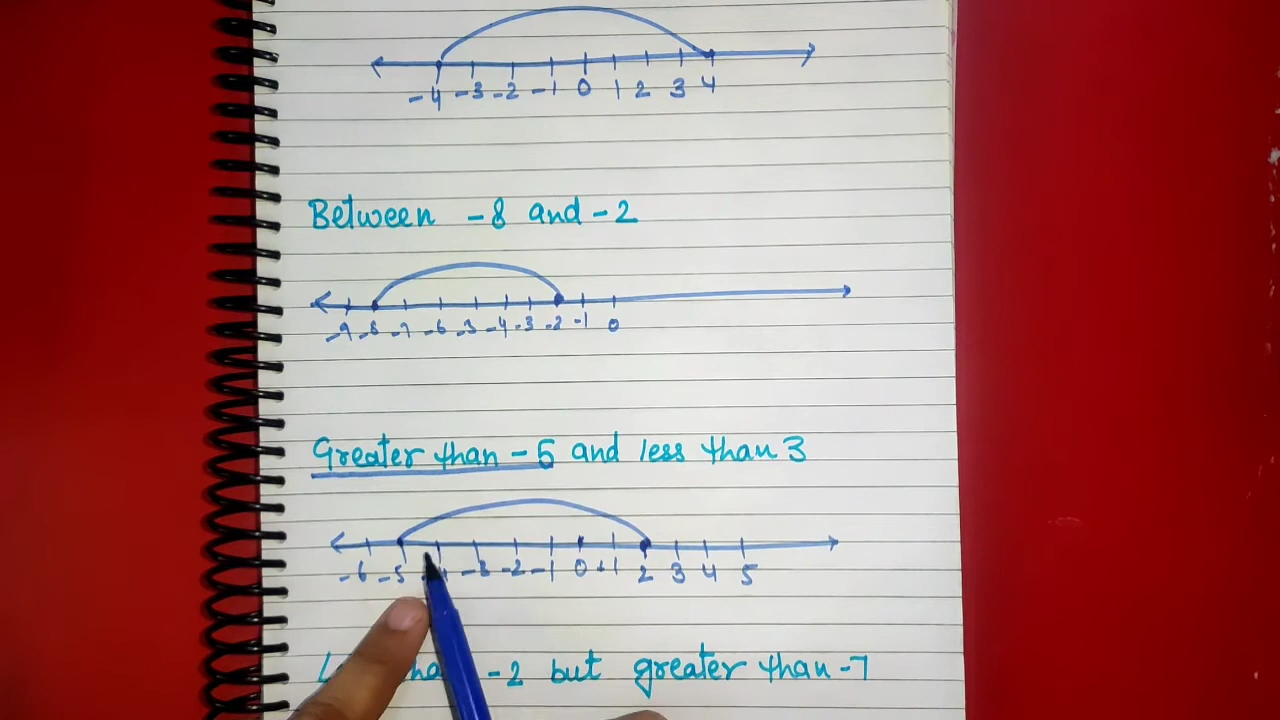 -4 -3 -2 -1 0 1 2 3 4
Between -8 and -2
-9 -8 -7 -6 -5 -4 -3 -2 -1 0
Greater than -5 and less than 3
-6 -5 -3 -2 -1 0 +1 2 3 4 5
-2 but greater than -7